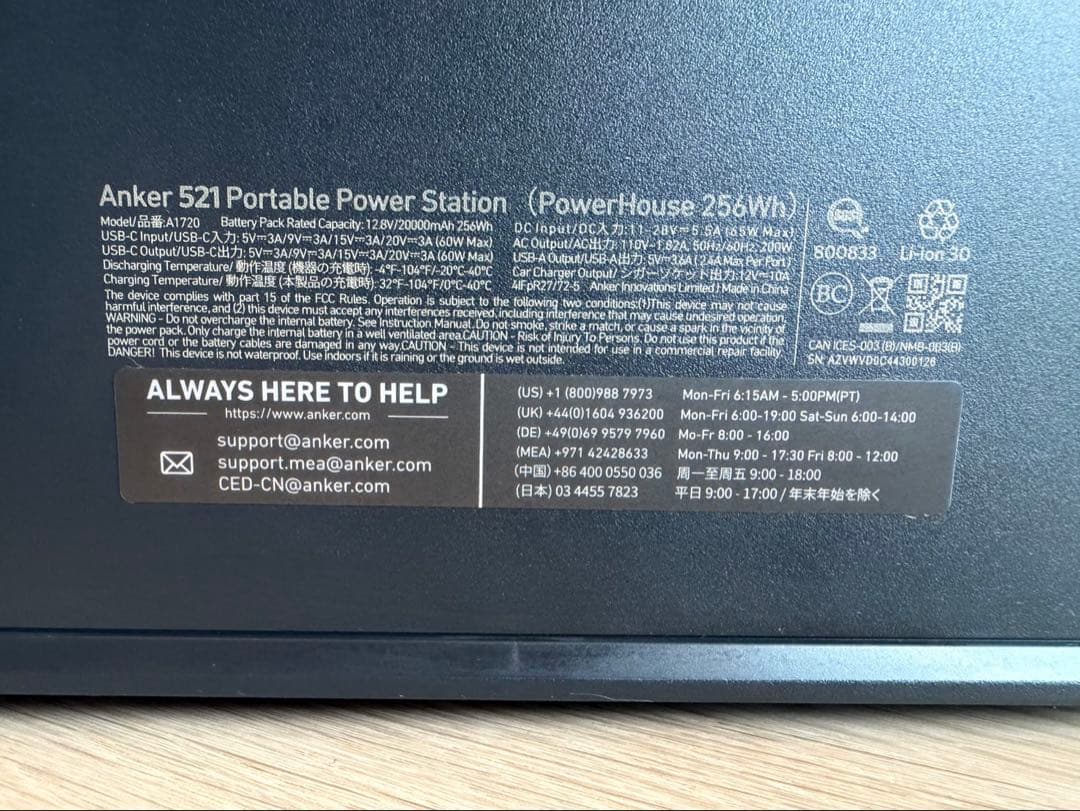 Anker 521 Portable Power Station （PowerHouse 256Wh）
Model/品番:A1720 Battery Pack Rated Capacity: 12.8V/20000mAh 256Wh
USB-C Input/USB-C入力: 5V⎓3A/9V⎓3A/15V⎓3A/20V⎓3A (60W Max)
USB-C Output/USB-C出力: 5V⎓3A/9V⎓3A/15V⎓3A/20V⎓3A (60W Max)
Discharging Temperature/ 動作温度 (機器の充電時): -4°F-104°F/-20°C-40°C
Charging Temperature/ 動作温度 (本製品の充電時): 32°F-104°F/0°C-40°C
DC Input/DC入力: 11-28V⎓5.5A (65W Max)
AC Output/AC出力: 110V~1.82A, 50Hz/60Hz, 200W
USB-A Output/USB-A出力: 5V⎓3.6A (2.4A Max Per Port)
Car Charger Output/ シガーソケット出力: 12V⎓10A
4IFpR27/72-5 Anker Innovations Limited | Made in China
The device complies with part 15 of the FCC Rules. Operation is subject to the following two conditions:(1)This device may not cause
harmful interference, and (2) this device must accept any interferences received, including interference that may cause undesired operation
WARNING - Do not overcharge the internal battery. See Instruction Manual. Do not smoke, strike a match, or cause a spark in the vicinity of
the power pack. Only charge the internal battery in a well ventilated area.CAUTION - Risk of Injury To Persons. Do not use this product if the
power cord or the battery cables are damaged in any way.CAUTION - This device is not intended for use in a commercial repair facility.
DANGER! This device is not waterproof. Use Indoors if it is raining or the ground is wet outside.
800833
Li-ion 30
BC
CAN ICES-003 (B)/NMB-003(B)
SN: AZVWVD0C44300126
ALWAYS HERE TO HELP
https://www.anker.com
support@anker.com
support.mea@anker.com
CED-CN@anker.com
(US) +1 (800)988 7973 Mon-Fri 6:15AM - 5:00PM(PT)
(UK) +44(0)1604 936200 Mon-Fri 6:00-19:00 Sat-Sun 6:00-14:00
(DE) +49(0)69 9579 7960 Mo-Fr 8:00 - 16:00
(MEA) +971 42428633 Mon-Thu 9:00 - 17:30 Fri 8:00 - 12:00
(中国) +86 400 0550 036 周一至周五 9:00 - 18:00
(日本) 03 4455 7823 平日 9:00 - 17:00 / 年末年始を除く